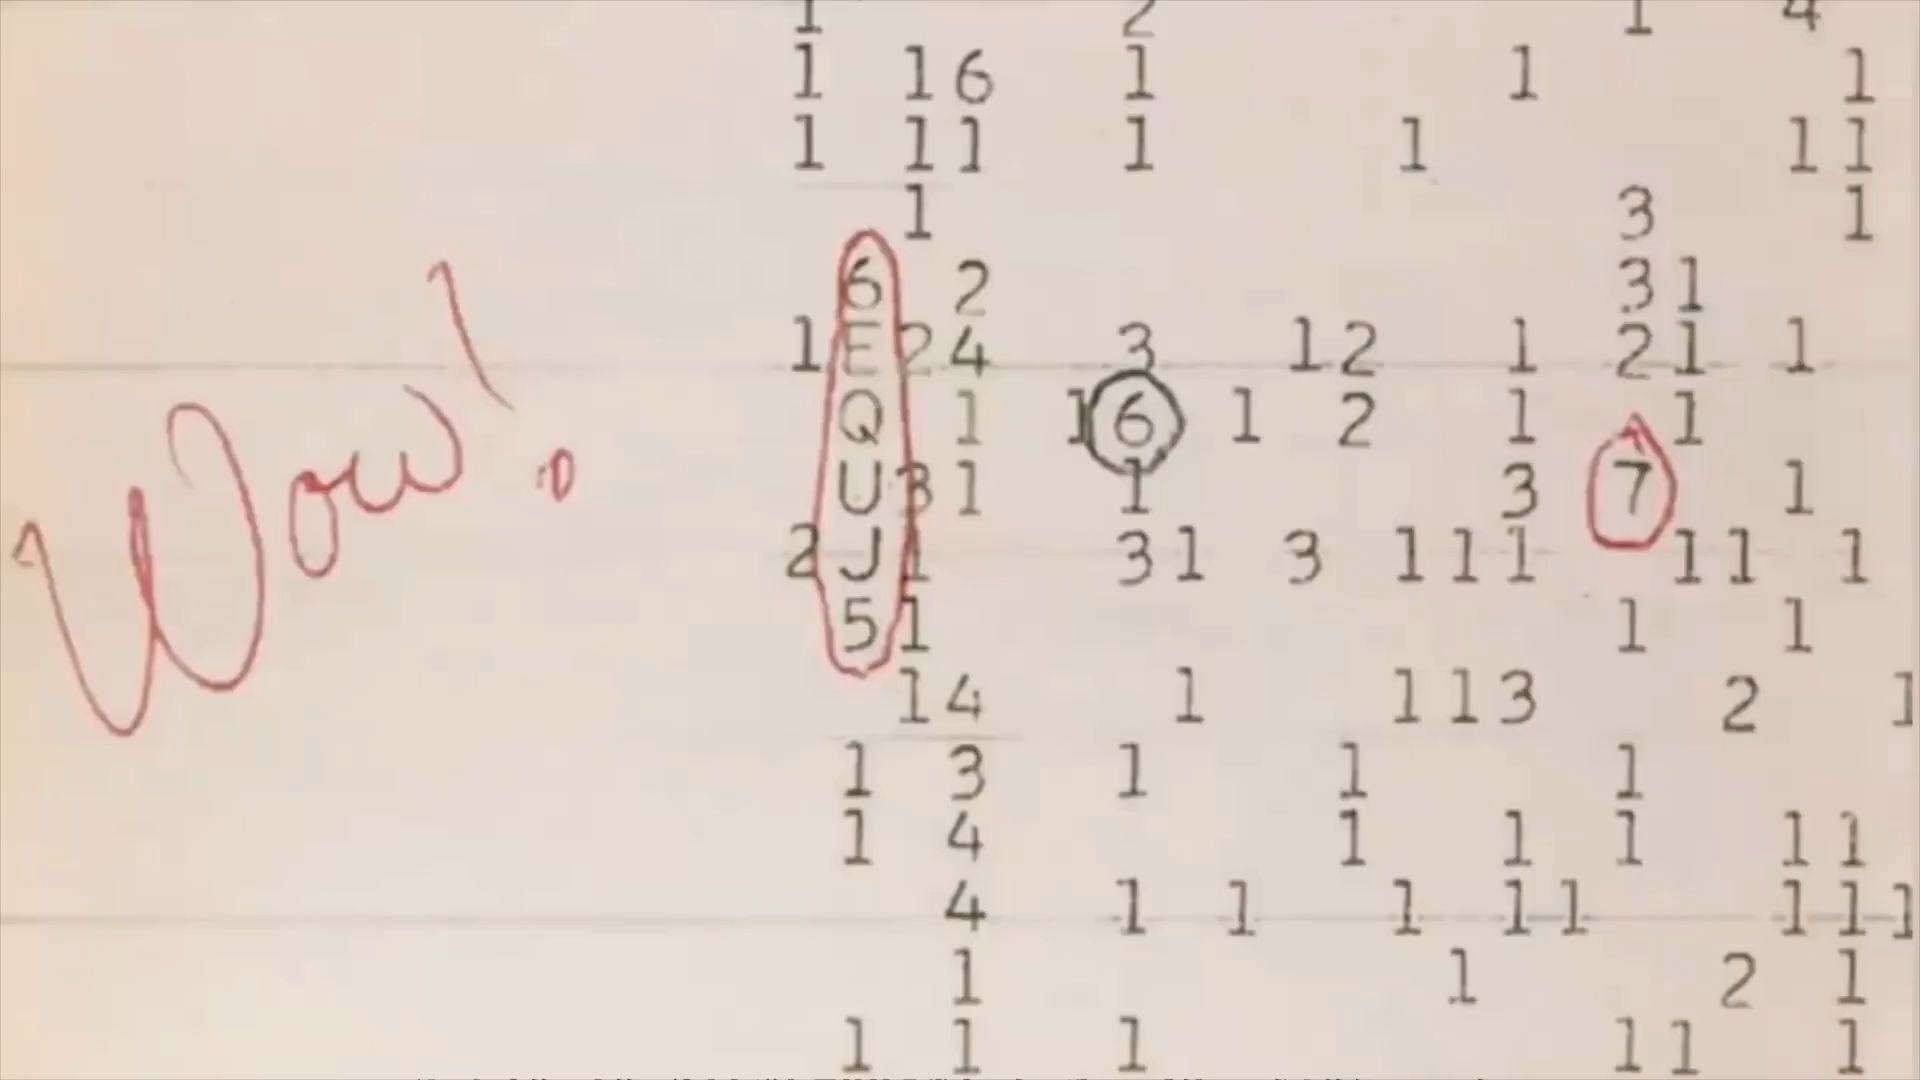 1 2 1 4
1 16 1 1 1
1 11 1 1 11
1 3 1
6 2 31
1E24 3 12 1 21 1
Wow! Q 1 16 1 2 1 1
U31 1 3 7 1
2J1 31 3 111 11 1
51 1 1
14 1 113 2 1
1 3 1 1 1
1 4 1 1 1 11
4 1 1 1 11 111
1 1 2 1
1 1 1 11 1